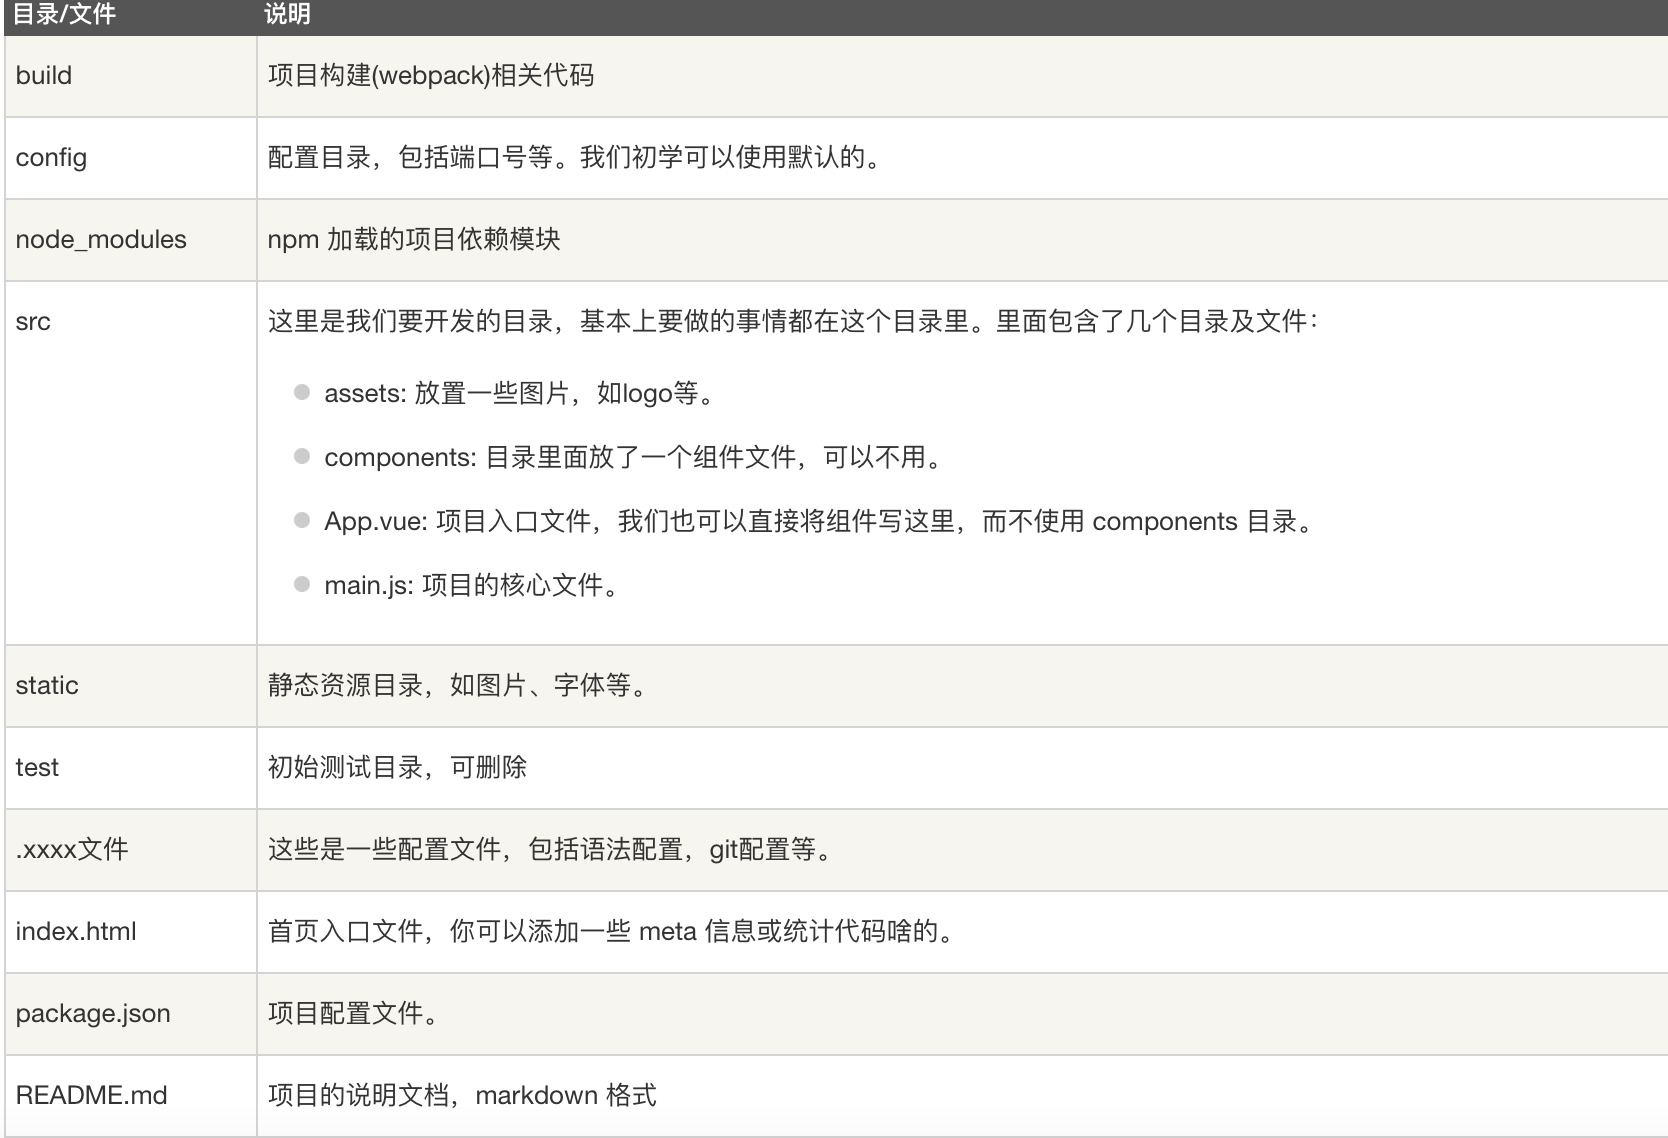 目录/文件 说明
build 项目构建(webpack)相关代码
config 配置目录，包括端口号等。我们初学可以使用默认的。
node_modules npm 加载的项目依赖模块
src 这里是我们要开发的目录，基本上要做的事情都在这个目录里。里面包含了几个目录及文件：
assets: 放置一些图片，如logo等。
components: 目录里面放了一个组件文件，可以不用。
App.vue: 项目入口文件，我们也可以直接将组件写这里，而不使用 components 目录。
main.js: 项目的核心文件。
static 静态资源目录，如图片、字体等。
test 初始测试目录，可删除
.xxxx文件 这些是一些配置文件，包括语法配置，git配置等。
index.html 首页入口文件，你可以添加一些 meta 信息或统计代码啥的。
package.json 项目配置文件。
README.md 项目的说明文档，markdown 格式